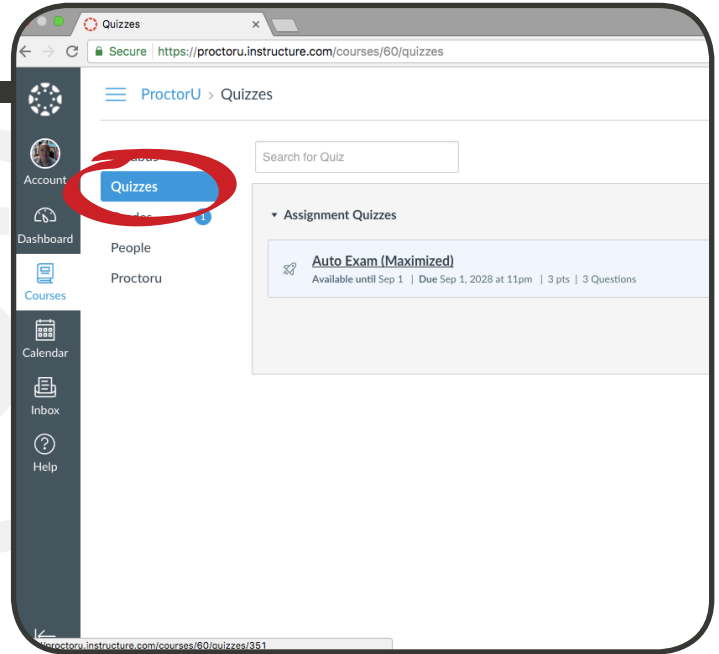 Quizzes ×
Secure https://proctoru.instructure.com/courses/60/quizzes
ProctorU > Quizzes
Account
Dashboard
Courses
Calendar
Inbox
Help
Quizzes
1
People
Proctoru
Search for Quiz
Assignment Quizzes
Auto Exam (Maximized)
Available until Sep 1 | Due Sep 1, 2028 at 11pm | 3 pts | 3 Questions
proctoru.instructure.com/courses/60/quizzes/351